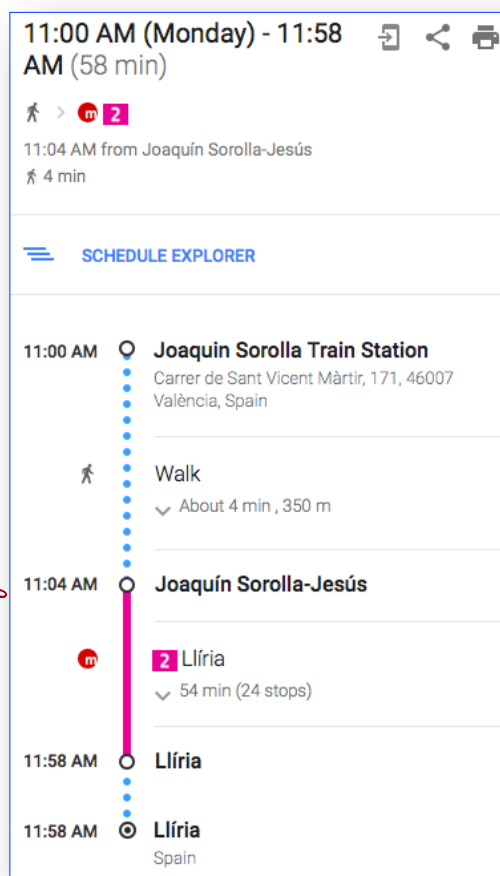 11:00 AM (Monday) - 11:58
AM (58 min)
m 2
11:04 AM from Joaquín Sorolla-Jesús
4 min
SCHEDULE EXPLORER
11:00 AM Joaquin Sorolla Train Station
Carrer de Sant Vicent Màrtir, 171, 46007
València, Spain
Walk
About 4 min , 350 m
11:04 AM Joaquín Sorolla-Jesús
m 2 Llíria
54 min (24 stops)
11:58 AM Llíria
11:58 AM Llíria
Spain